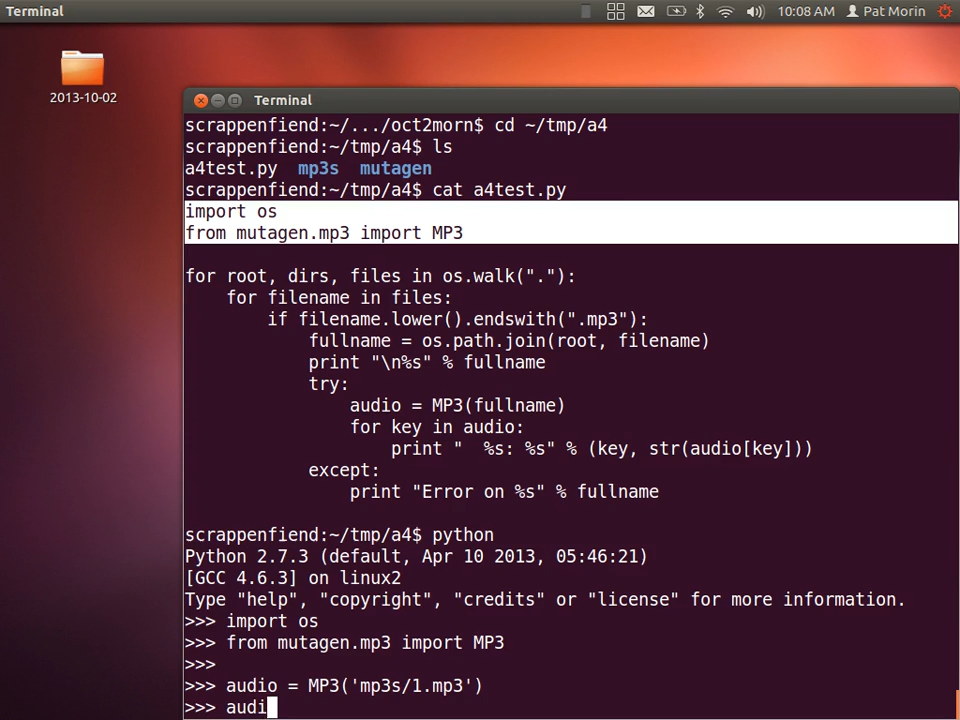 Terminal
10:08 AM
Pat Morin
2013-10-02
Terminal
scrappenfiend:~/.../oct2morn$ cd ~/tmp/a4
scrappenfiend:~/tmp/a4$ ls
a4test.py  mp3s  mutagen
scrappenfiend:~/tmp/a4$ cat a4test.py
import os
from mutagen.mp3 import MP3
for root, dirs, files in os.walk("."):
    for filename in files:
        if filename.lower().endswith(".mp3"):
            fullname = os.path.join(root, filename)
            print "\n%s" % fullname
            try:
                audio = MP3(fullname)
                for key in audio:
                    print "  %s: %s" % (key, str(audio[key]))
            except:
                print "Error on %s" % fullname
scrappenfiend:~/tmp/a4$ python
Python 2.7.3 (default, Apr 10 2013, 05:46:21)
[GCC 4.6.3] on linux2
Type "help", "copyright", "credits" or "license" for more information.
>>> import os
>>> from mutagen.mp3 import MP3
>>>
>>> audio = MP3('mp3s/1.mp3')
>>> audi